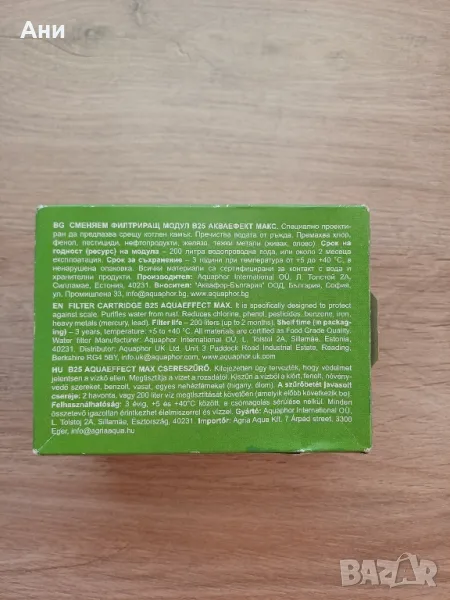 Ани
BG СМЕНЯЕМ ФИЛТРИРАЩ МОДУЛ B25 АКВАЕФЕКТ МАКС. Специално проекти-
ран да предпазва срещу котлен камък. Пречиства водата от ръжда. Премахва хлор,
фенол, пестициди, нефтопродукти, желязо, тежки метали (живак, олово). Срок на
годност (ресурс) на модула – 200 литра водопроводна вода, или около 2 месеца
експлоатация. Срок за съхранение – 3 години при температура от +5 до +40 °C, в
ненарушена опаковка. Всички материали са сертифицирани за контакт с вода и
хранителни продукти. Производител: Aquaphor International OÜ, Л. Толстой 2А,
Силламäе, Естония, 40231. Вносител: "Аквафор-България" ООД, България, София,
ул. Промишлена 33, info@aquaphor.bg, www.aquaphor.bg
EN FILTER CARTRIDGE B25 AQUAEFFECT MAX. It is specifically designed to protect
against scale. Purifies water from rust. Reduces chlorine, phenol, pesticides, benzene, iron,
heavy metals (mercury, lead). Filter life – 200 liters (up to 2 months). Shelf time (in packag-
ing) – 3 years, temperature: +5 to +40 °C. All materials are certified as Food Grade Quality.
Water filter manufacturer: Aquaphor International OÜ, L. Tolstoy 2A, Sillamäe, Estonia,
40231. Distributor: Aquaphor UK Ltd. Unit 3 Paddock Road Industrial Estate, Reading,
Berkshire RG4 5BY, uk@aquaphor.com, www.aquaphor.uk.com
HU B25 AQUAEFFECT MAX CSERESZŰRŐ. Kifejezetten úgy tervezték, hogy védelmet
jelentsen a vízkő ellen. Megtisztítja a vizet a rozsdától. Kiszűri a vízből a klórt, fenolt, növény-
védő szereket, benzolt, vasat, egyes nehézfémeket (higany, ólom). A szűrőbetét javasolt
cseréje: 2 havonta, vagy 200 liter víz megtisztítását követően (amelyik előbb következik be).
Felhasználhatóság: 3 évig, +5 és +40°C között, a csomagolás sérülése nélkül. Minden
összetevő igazoltan érintkezhet élelmiszerrel és vízzel. Gyártó: Aquaphor International OÜ,
L. Tolstoj 2A, Sillamäe, Esztország, 40231. Importőr: Agria Aqua Kft. 7 Árpád street, 3300
Eger, info@agriaaqua.hu
BAZAR